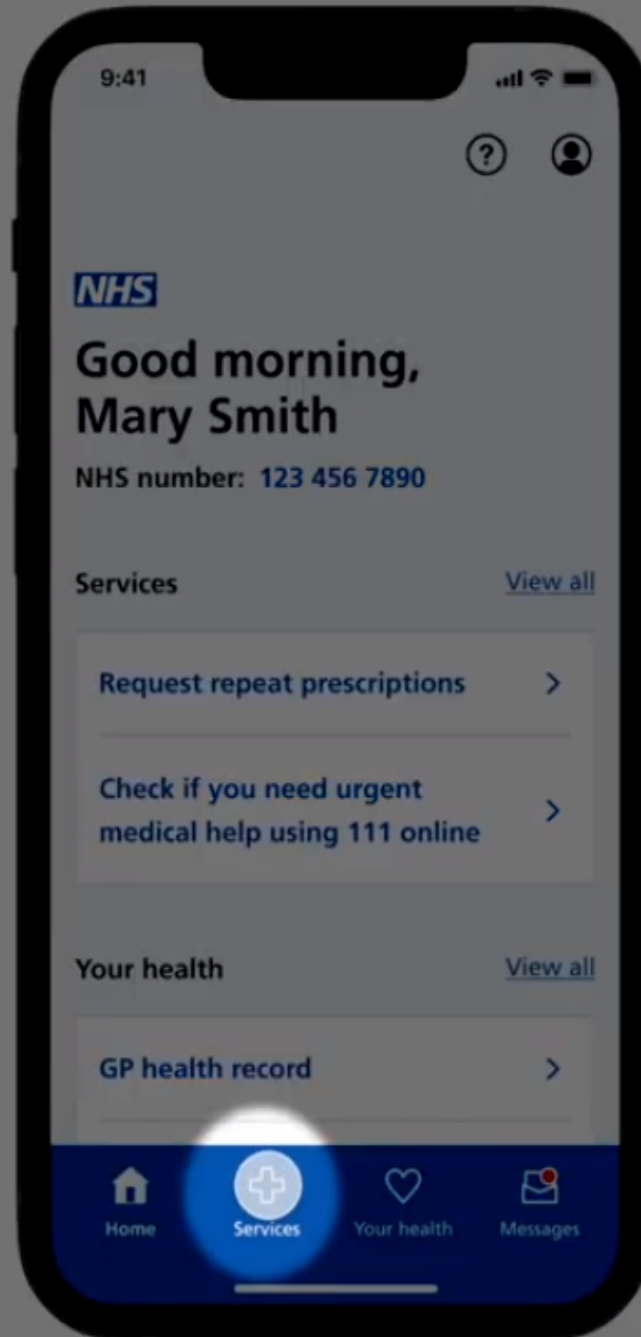 9:41
?
NHS
Good morning,
Mary Smith
NHS number: 123 456 7890
Services View all
Request repeat prescriptions
Check if you need urgent
medical help using 111 online
Your health View all
GP health record
Home Services Your health Messages